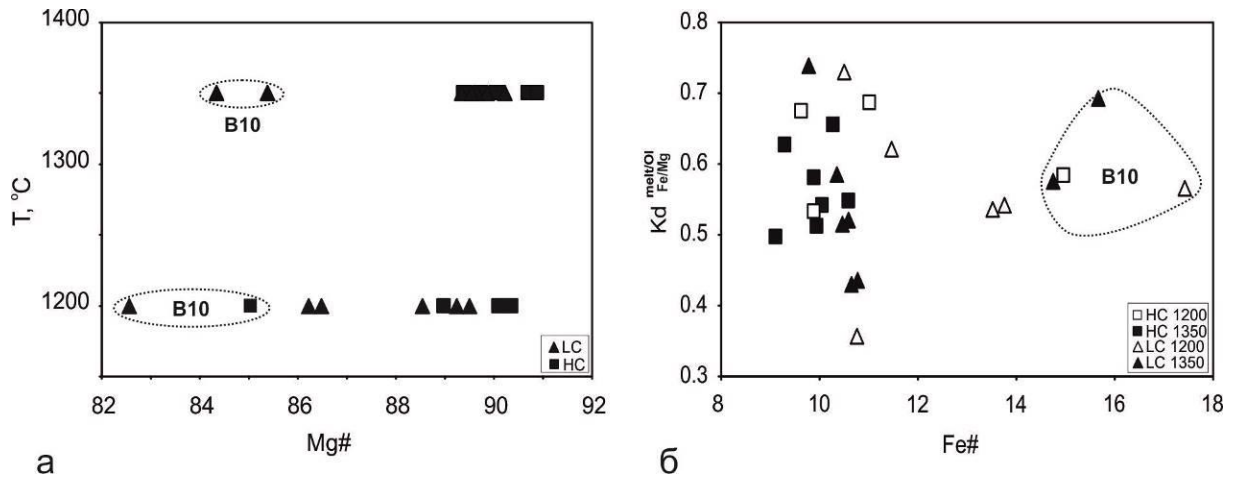 1400
1300
1200
T, °C
B10
B10
LC
HC
82 84 86 88 90 92
Mg#
а
0.8
0.7
0.6
0.5
0.4
0.3
Kd melt/Ol Fe/Mg
B10
HC 1200
HC 1350
LC 1200
LC 1350
8 10 12 14 16 18
Fe#
б